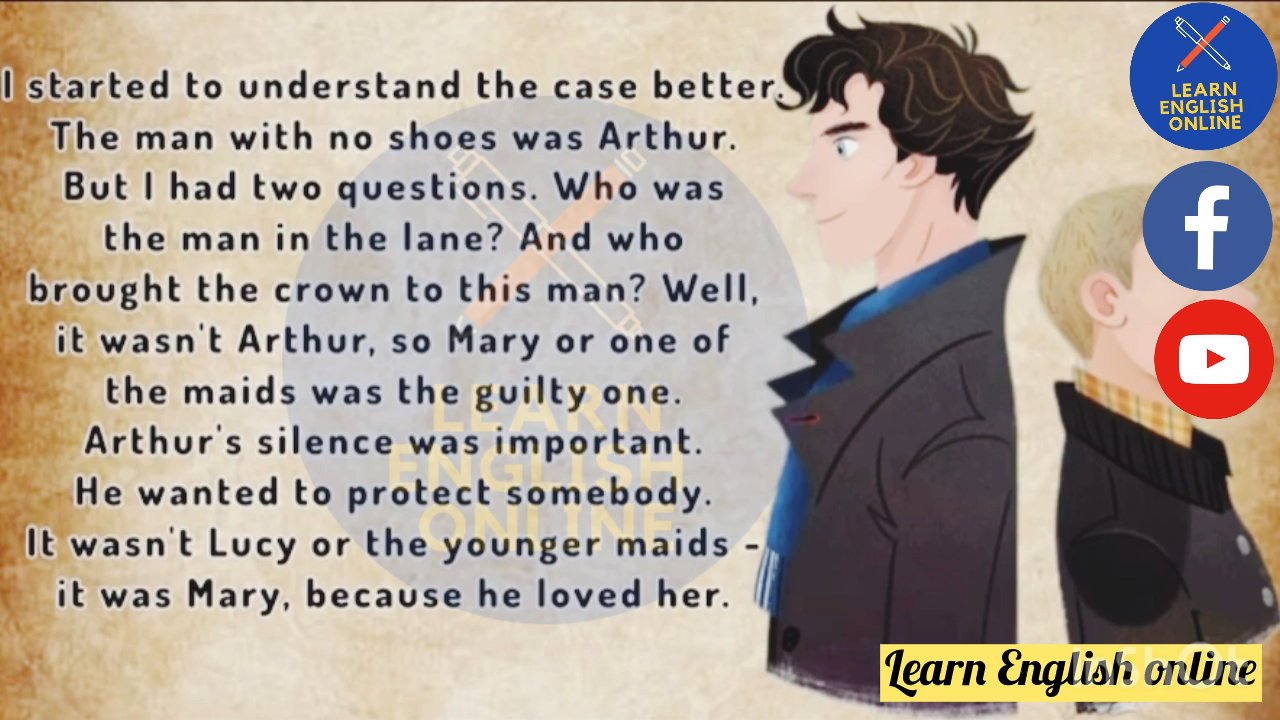 I started to understand the case better.
The man with no shoes was Arthur.
But I had two questions. Who was
the man in the lane? And who
brought the crown to this man? Well,
it wasn't Arthur, so Mary or one of
the maids was the guilty one.
Arthur's silence was important.
He wanted to protect somebody.
It wasn't Lucy or the younger maids -
it was Mary, because he loved her.
LEARN
ENGLISH
ONLINE
LEARN
ENGLISH
ONLINE
f
Learn English online